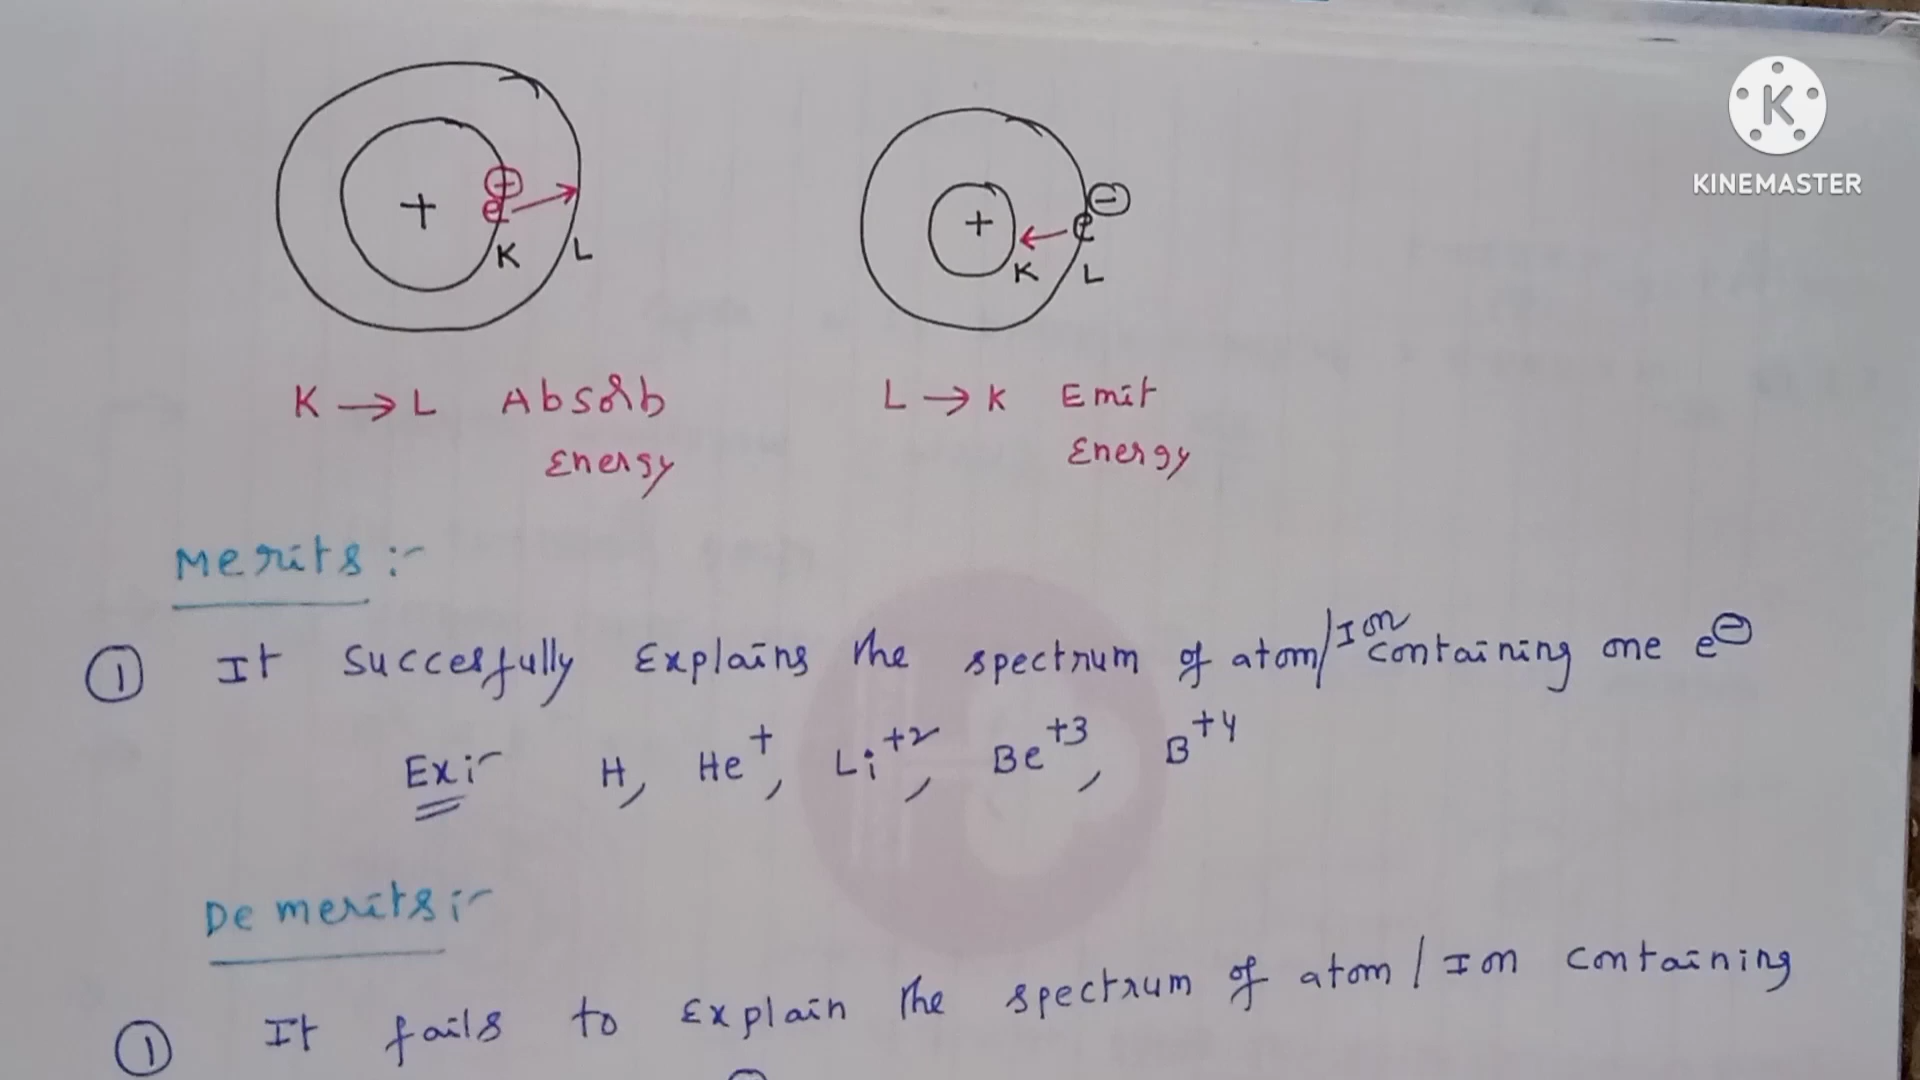 KINEMASTER
+ e⊖ K L
+ e⊖ K L
K → L Absorb
Energy
L → K Emit
Energy
Merits :-
① It Succesfully Explains the spectrum of atom/Ion containing one e⊖
Ex:- H, He⁺, Li⁺², Be⁺³, B⁺⁴
De merits :-
① It fails to Explain the spectrum of atom / Ion containing